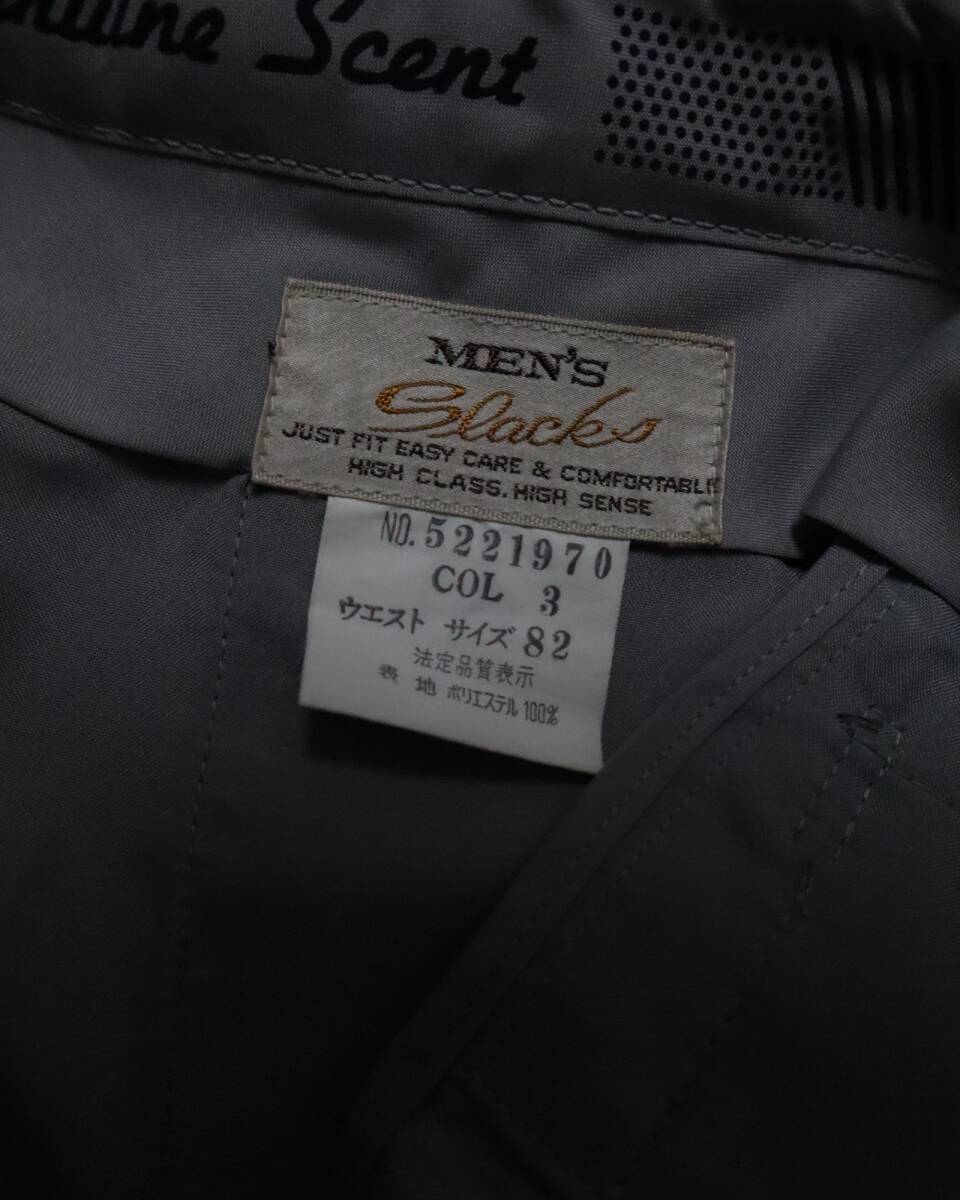 Scent
MEN'S
Slacks
JUST FIT EASY CARE & COMFORTABLE
HIGH CLASS. HIGH SENSE
NO. 5221970
COL 3
ウエスト サイズ 82
法定品質表示
表 地 ポリエステル 100%